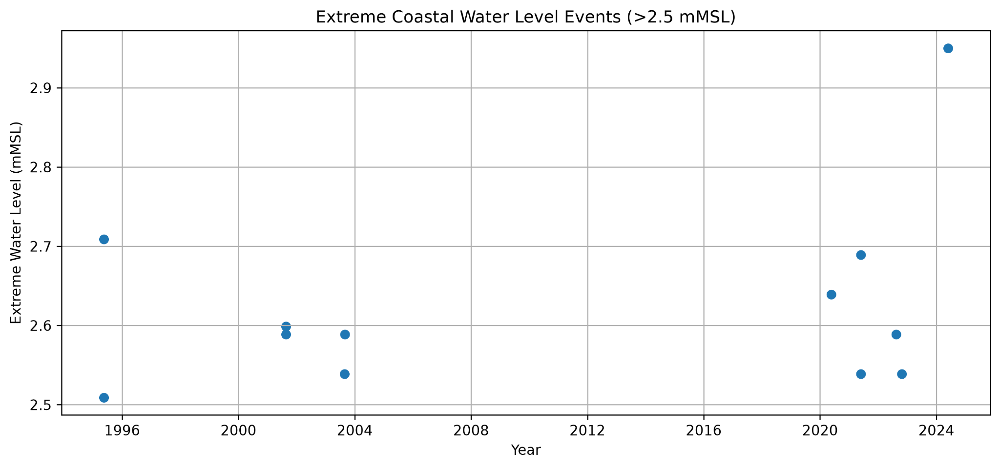 Extreme Coastal Water Level Events (>2.5 mMSL)
Extreme Water Level (mMSL)
2.9
2.8
2.7
2.6
2.5
1996 2000 2004 2008 2012 2016 2020 2024
Year